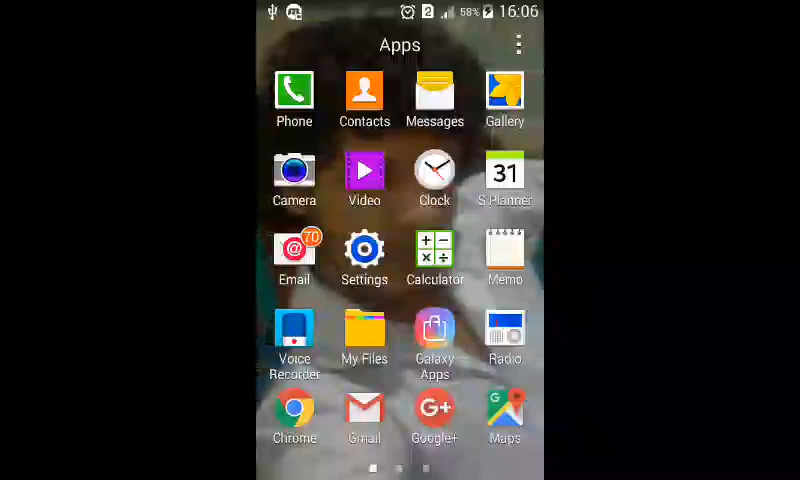 2 58% 16:06
Apps
Phone Contacts Messages Gallery
31
Camera Video Clock S Planner
70
Email Settings Calculator Memo
Voice Recorder My Files Galaxy Apps Radio
G+ G
Chrome Gmail Google+ Maps